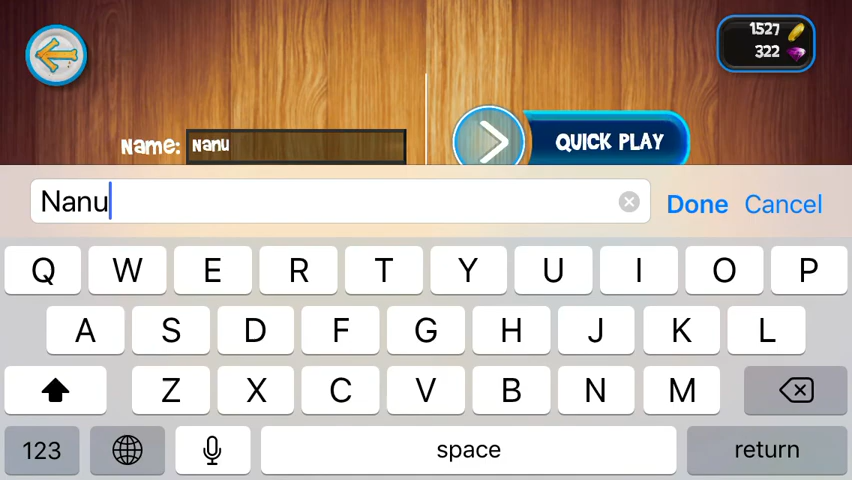 1527
322
Name: Nanu
QUICK PLAY
Nanu
Done Cancel
Q W E R T Y U I O P
A S D F G H J K L
Z X C V B N M
123 space return